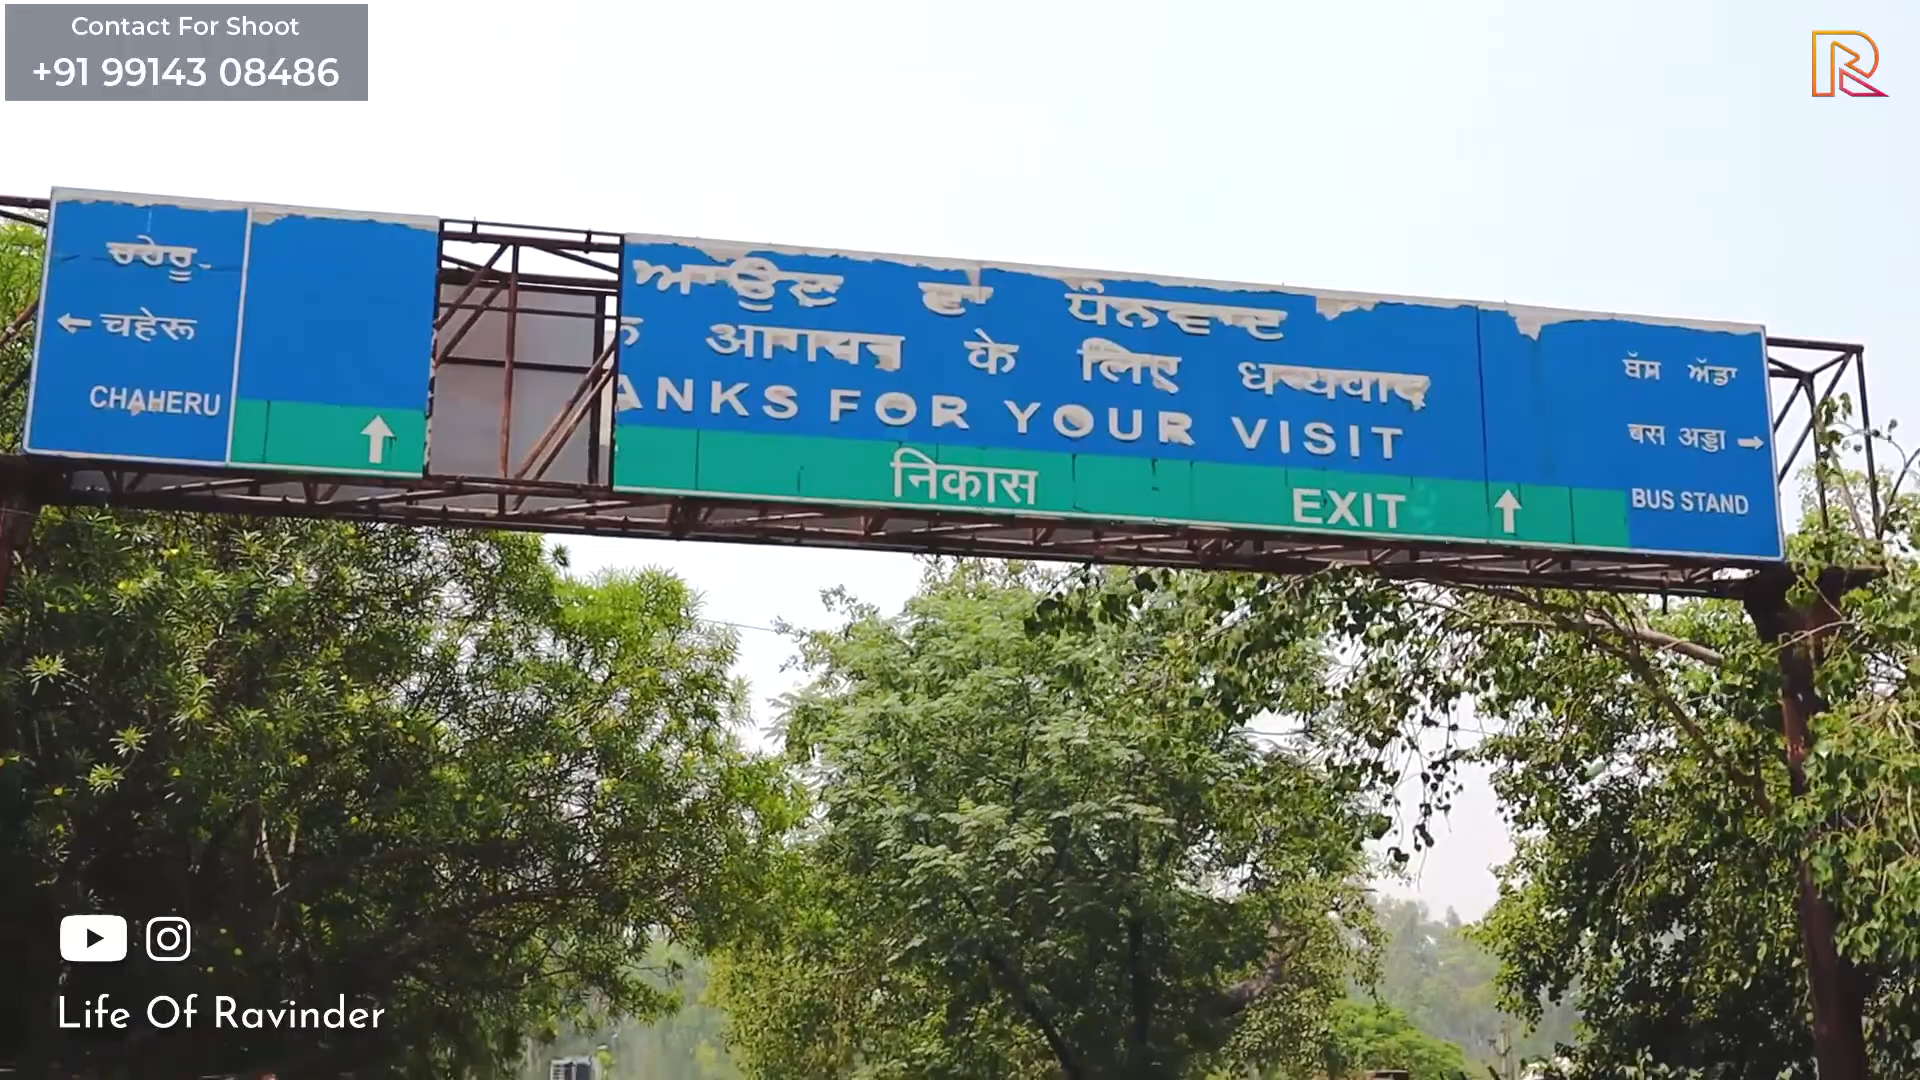 Contact For Shoot
+91 99143 08486
ਚਹੇਰੂ
चहेरू
CHAHERU
ਆਉਣ ਦਾ ਧੰਨਵਾਦ
आगमन के लिए धन्यवाद
ANKS FOR YOUR VISIT
निकास EXIT
ਬੱਸ ਅੱਡਾ
बस अड्डा
BUS STAND
Life Of Ravinder